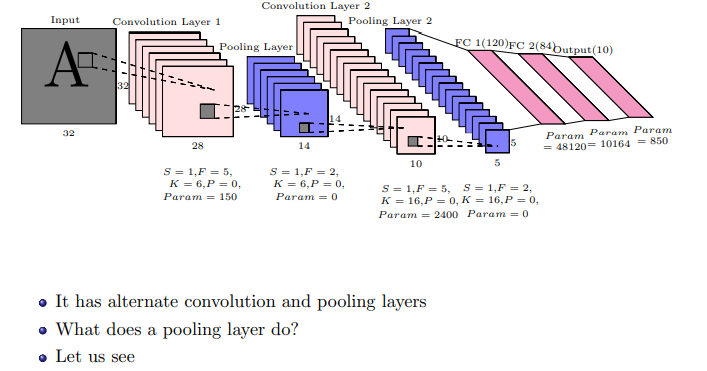 Input
Convolution Layer 1
Pooling Layer
Convolution Layer 2
Pooling Layer 2
FC 1(120)
FC 2(84)
Output(10)
A
32
32
28
28
14
14
10
10
5
5
S = 1,F = 5,
K = 6,P = 0,
Param = 150
S = 1,F = 2,
K = 6,P = 0,
Param = 0
S = 1,F = 5,
K = 16,P = 0,
Param = 2400
S = 1,F = 2,
K = 16,P = 0,
Param = 0
Param
= 48120
Param
= 10164
Param
= 850
It has alternate convolution and pooling layers
What does a pooling layer do?
Let us see